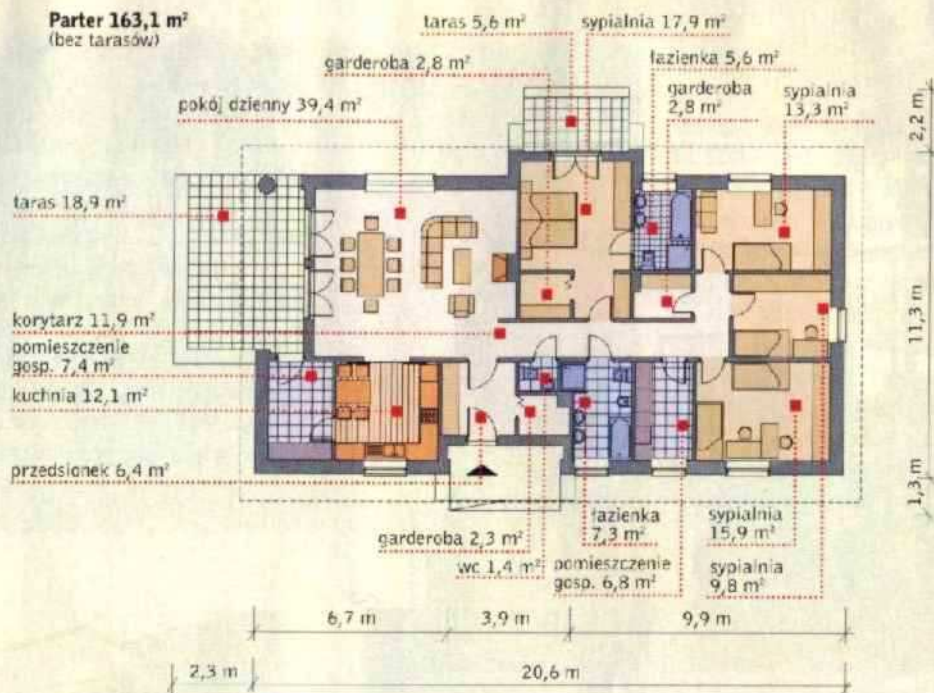 Parter 163,1 m²
(bez tarasów)
taras 5,6 m²
sypialnia 17,9 m²
garderoba 2,8 m²
łazienka 5,6 m²
garderoba
2,8 m²
sypialnia
13,3 m²
pokój dzienny 39,4 m²
2,2 m
taras 18,9 m²
11,3 m
korytarz 11,9 m²
pomieszczenie
gosp. 7,4 m²
kuchnia 12,1 m²
przedsionek 6,4 m²
1,3 m
garderoba 2,3 m²
wc 1,4 m²
łazienka
7,3 m²
pomieszczenie
gosp. 6,8 m²
sypialnia
15,9 m²
sypialnia
9,8 m²
6,7 m
3,9 m
9,9 m
2,3 m
20,6 m